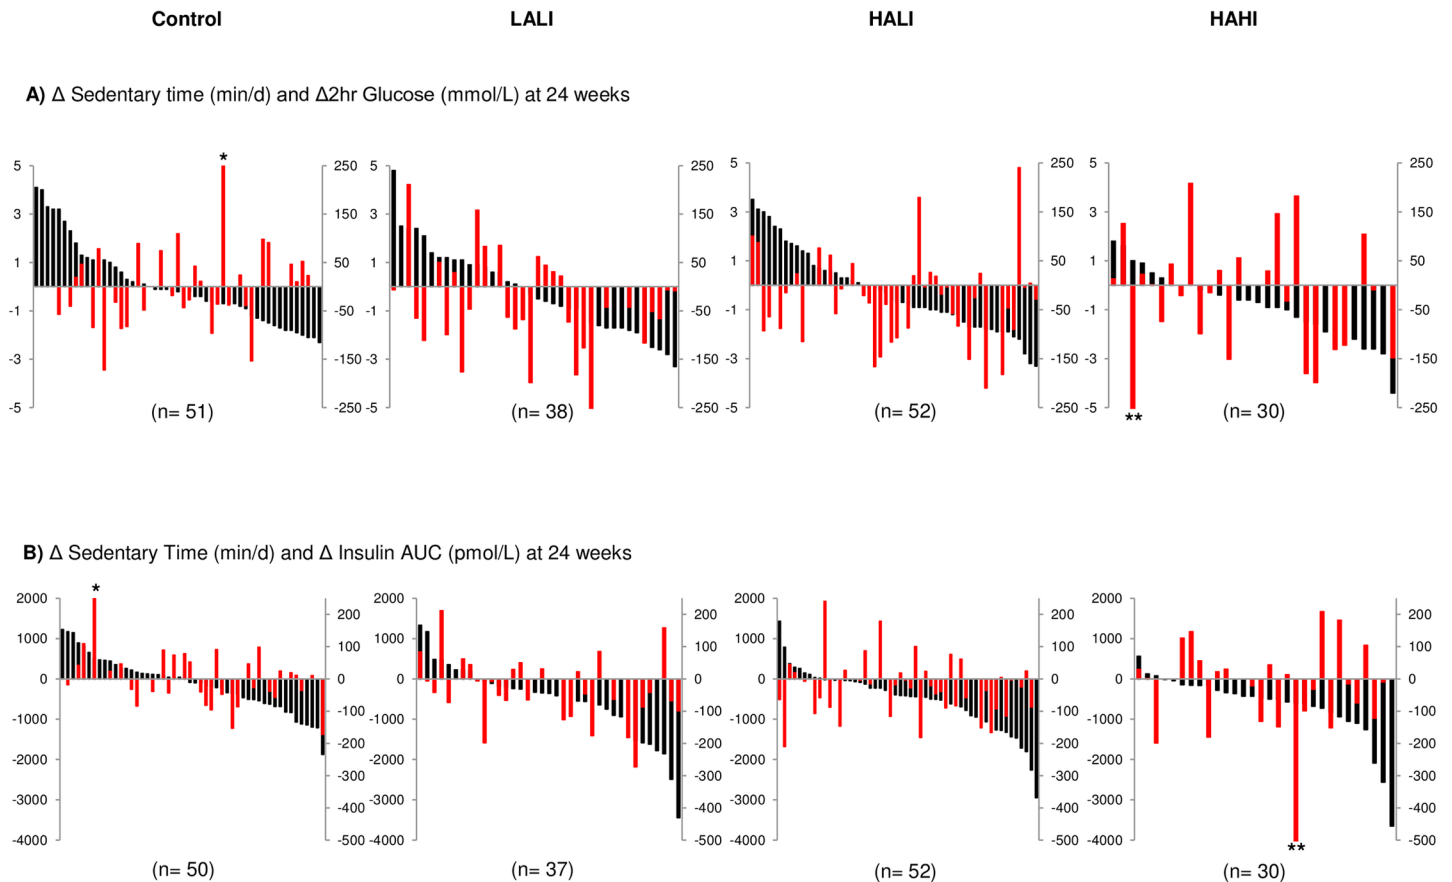 Control LALI HALI HAHI
A) Δ Sedentary time (min/d) and Δ2hr Glucose (mmol/L) at 24 weeks
* 
5 250 5 250 5 250 5 250
3 150 3 150 3 150 3 150
1 50 1 50 1 50 1 50
-1 -50 -1 -50 -1 -50 -1 -50
-3 -150 -3 -150 -3 -150 -3 -150
-5 -250 -5 -250 -5 -250 -5 -250
(n= 51) (n= 38) (n= 52) ** (n= 30)
B) Δ Sedentary Time (min/d) and Δ Insulin AUC (pmol/L) at 24 weeks
*
2000 2000 2000 2000
200 200 200 200
1000 100 1000 100 1000 100 1000 100
0 0 0 0 0 0 0 0
-1000 -100 -1000 -100 -1000 -100 -1000 -100
-2000 -200 -2000 -200 -2000 -200 -2000 -200
-300 -300 -300 -300
-3000 -400 -3000 -400 -3000 -400 -3000 -400
-4000 -500 -4000 -500 -4000 -500 -4000 -500
**
(n= 50) (n= 37) (n= 52) (n= 30)